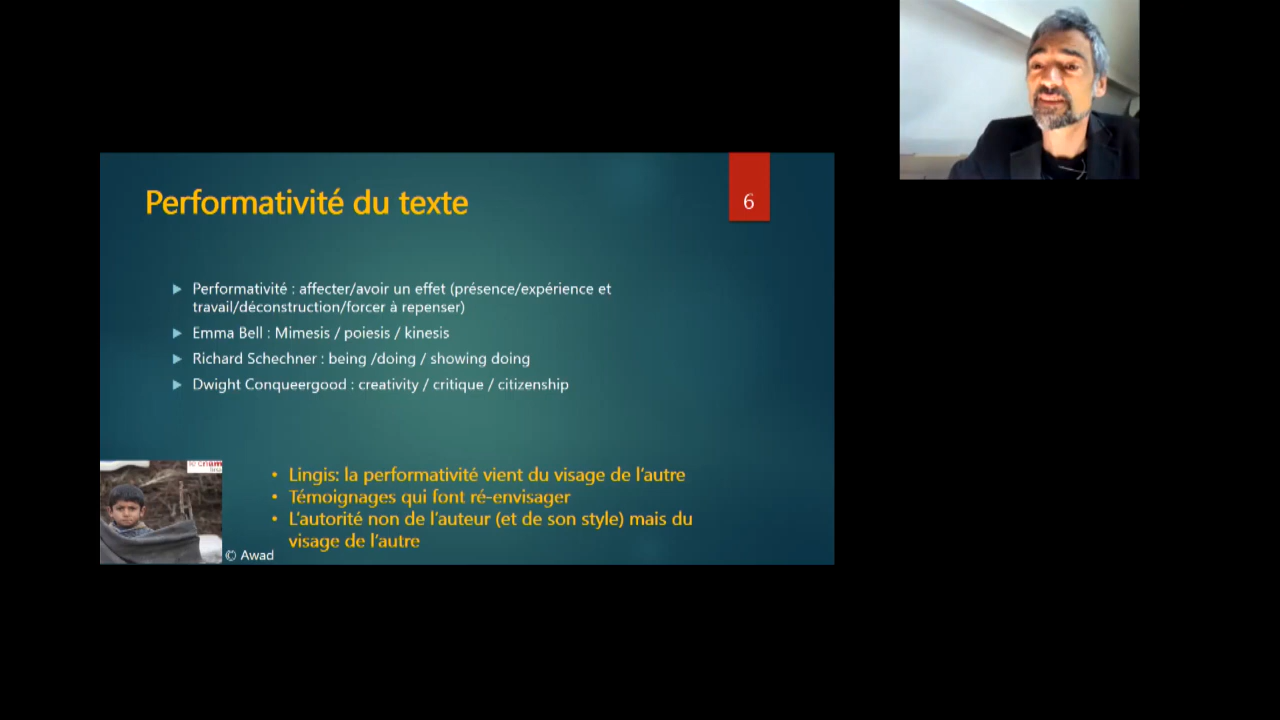 Performativité du texte
6
Performativité : affecter/avoir un effet (présence/expérience et
travail/déconstruction/forcer à repenser)
Emma Bell : Mimesis / poiesis / kinesis
Richard Schechner : being /doing / showing doing
Dwight Conqueergood : creativity / critique / citizenship
le cnam
• Lingis: la performativité vient du visage de l'autre
• Témoignages qui font ré-envisager
• L'autorité non de l'auteur (et de son style) mais du
visage de l'autre
© Awad